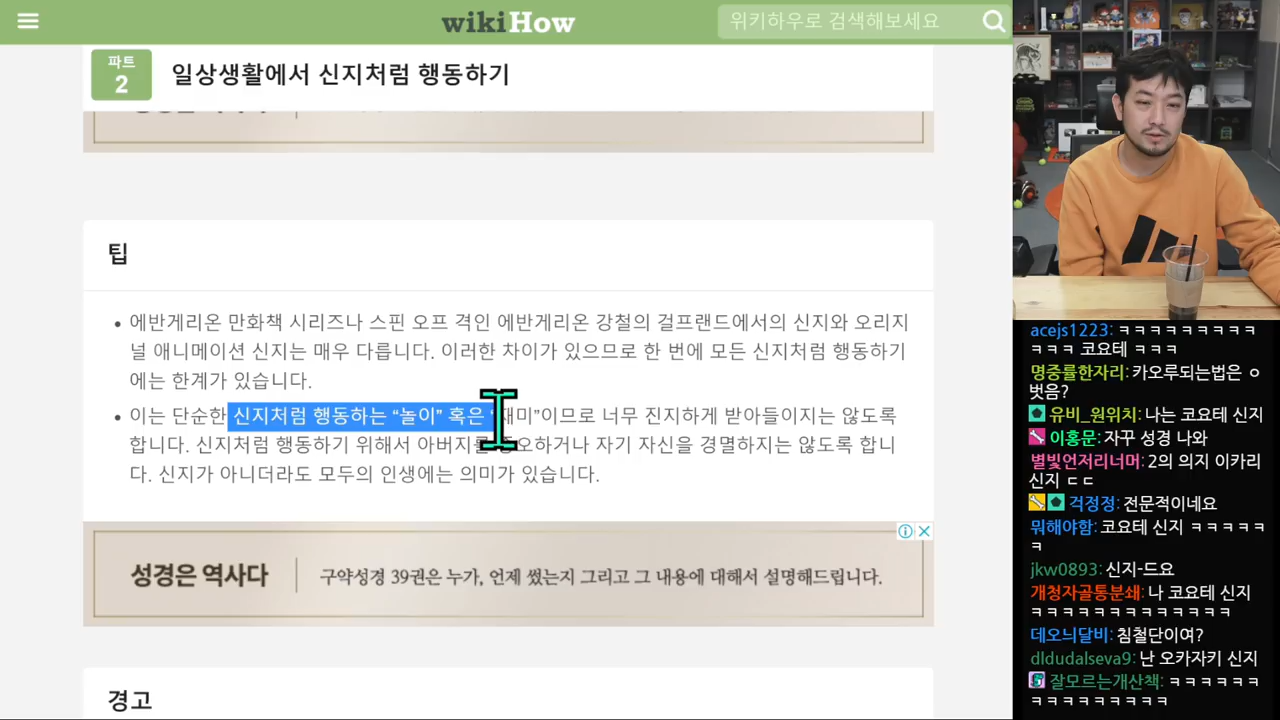 wikiHow
위키하우로 검색해보세요
파트
2
일상생활에서 신지처럼 행동하기
팁
에반게리온 만화책 시리즈나 스핀 오프 격인 에반게리온 강철의 걸프랜드에서의 신지와 오리지
널 애니메이션 신지는 매우 다릅니다. 이러한 차이가 있으므로 한 번에 모든 신지처럼 행동하기
에는 한계가 있습니다.
이는 단순한 신지처럼 행동하는 “놀이” 혹은 “재미”이므로 너무 진지하게 받아들이지는 않도록
합니다. 신지처럼 행동하기 위해서 아버지를 증오하거나 자기 자신을 경멸하지는 않도록 합니
다. 신지가 아니더라도 모두의 인생에는 의미가 있습니다.
성경은 역사다
구약성경 39권은 누가, 언제 썼는지 그리고 그 내용에 대해서 설명해드립니다.
경고
acejs1223: ㅋㅋㅋㅋㅋㅋㅋㅋㅋ
ㅋㅋㅋ 코요테 ㅋㅋㅋ
명중률한자리: 카오루되는법은 ㅇ
벗음?
유비_원위치: 나는 코요테 신지
이홍문: 자꾸 성경 나와
별빛언저리너머: 2의 의지 이카리
신지 ㄷㄷ
걱정정: 전문적이네요
뭐해야함: 코요테 신지 ㅋㅋㅋㅋㅋ
ㅋ
jkw0893: 신지-드요
개청자골통분쇄: 나 코요테 신지
ㅋㅋㅋㅋㅋㅋㅋㅋㅋㅋㅋㅋㅋ
데오늬달비: 침철단이여?
dldudalseva9: 난 오카자키 신지
잘모르는개산책: ㅋㅋㅋㅋㅋㅋ
ㅋㅋㅋㅋㅋㅋㅋㅋㅋ